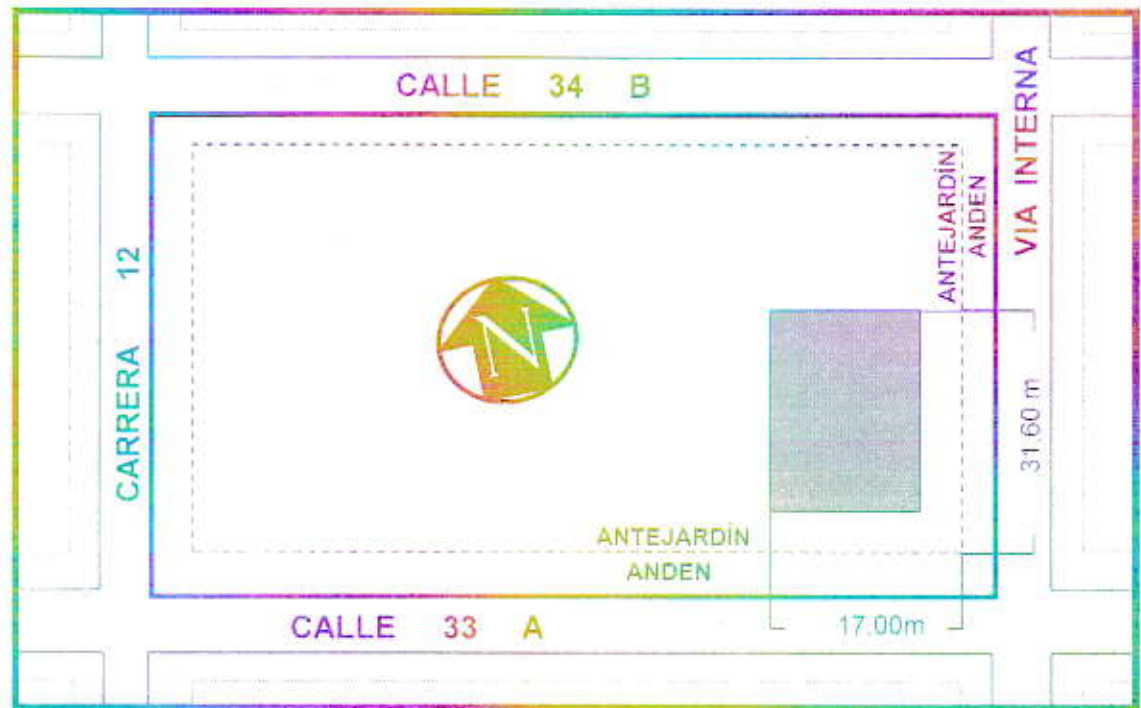 CALLE 34 B
VIA INTERNA
ANTEJARDÍN
ANDEN
CARRERA 12
N
31.60 m
ANTEJARDÍN
ANDEN
CALLE 33 A
17.00m